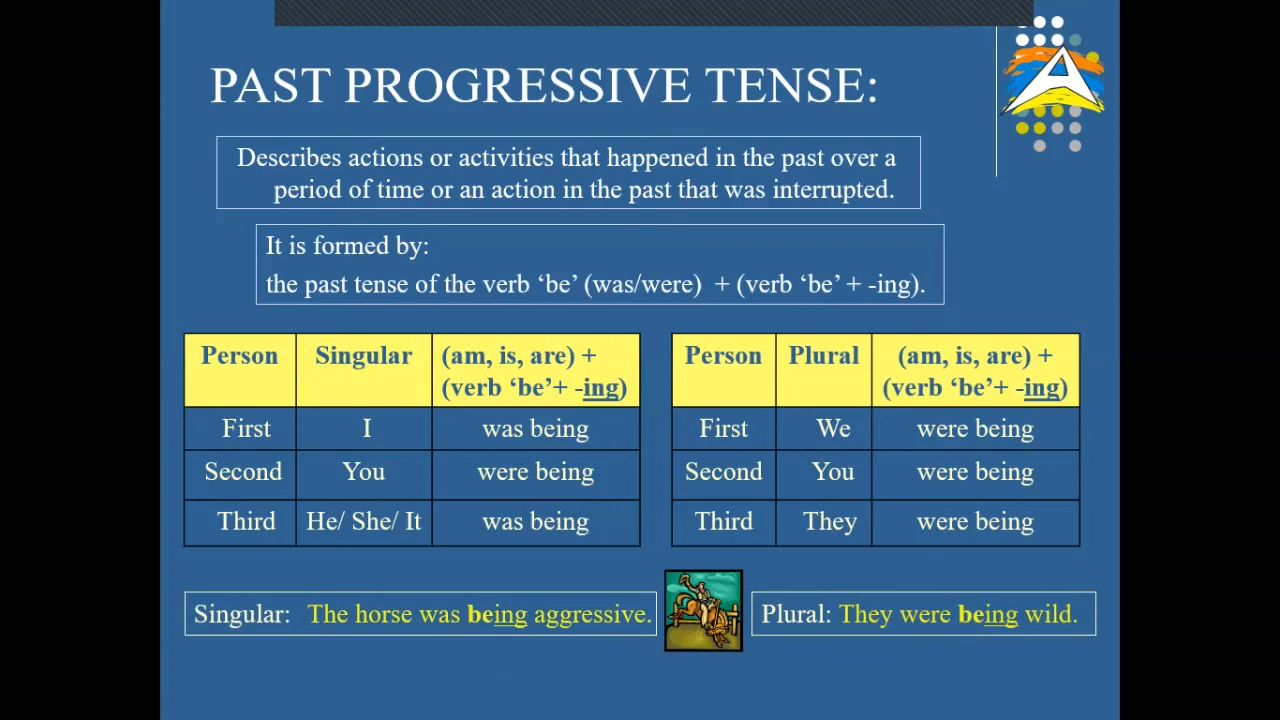 PAST PROGRESSIVE TENSE:
Describes actions or activities that happened in the past over a
period of time or an action in the past that was interrupted.
It is formed by:
the past tense of the verb ‘be’ (was/were) + (verb ‘be’ + -ing).
Person Singular (am, is, are) +
(verb ‘be’+ -ing)
First I was being
Second You were being
Third He/ She/ It was being
Person Plural (am, is, are) +
(verb ‘be’+ -ing)
First We were being
Second You were being
Third They were being
Singular: The horse was being aggressive.
Plural: They were being wild.